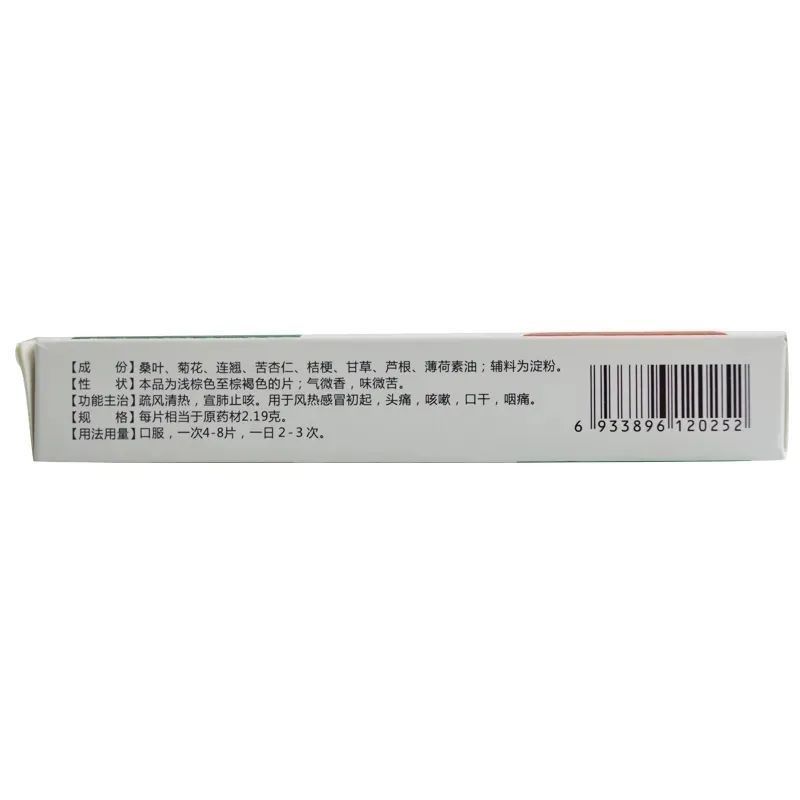 【成　份】桑叶、菊花、连翘、苦杏仁、桔梗、甘草、芦根、薄荷素油；辅料为淀粉。
【性　状】本品为浅棕色至棕褐色的片；气微香，味微苦。
【功能主治】疏风清热，宣肺止咳。用于风热感冒初起，头痛，咳嗽，口干，咽痛。
【规　格】每片相当于原药材2.19克。
【用法用量】口服，一次4-8片，一日2-3次。
6 933896 120252